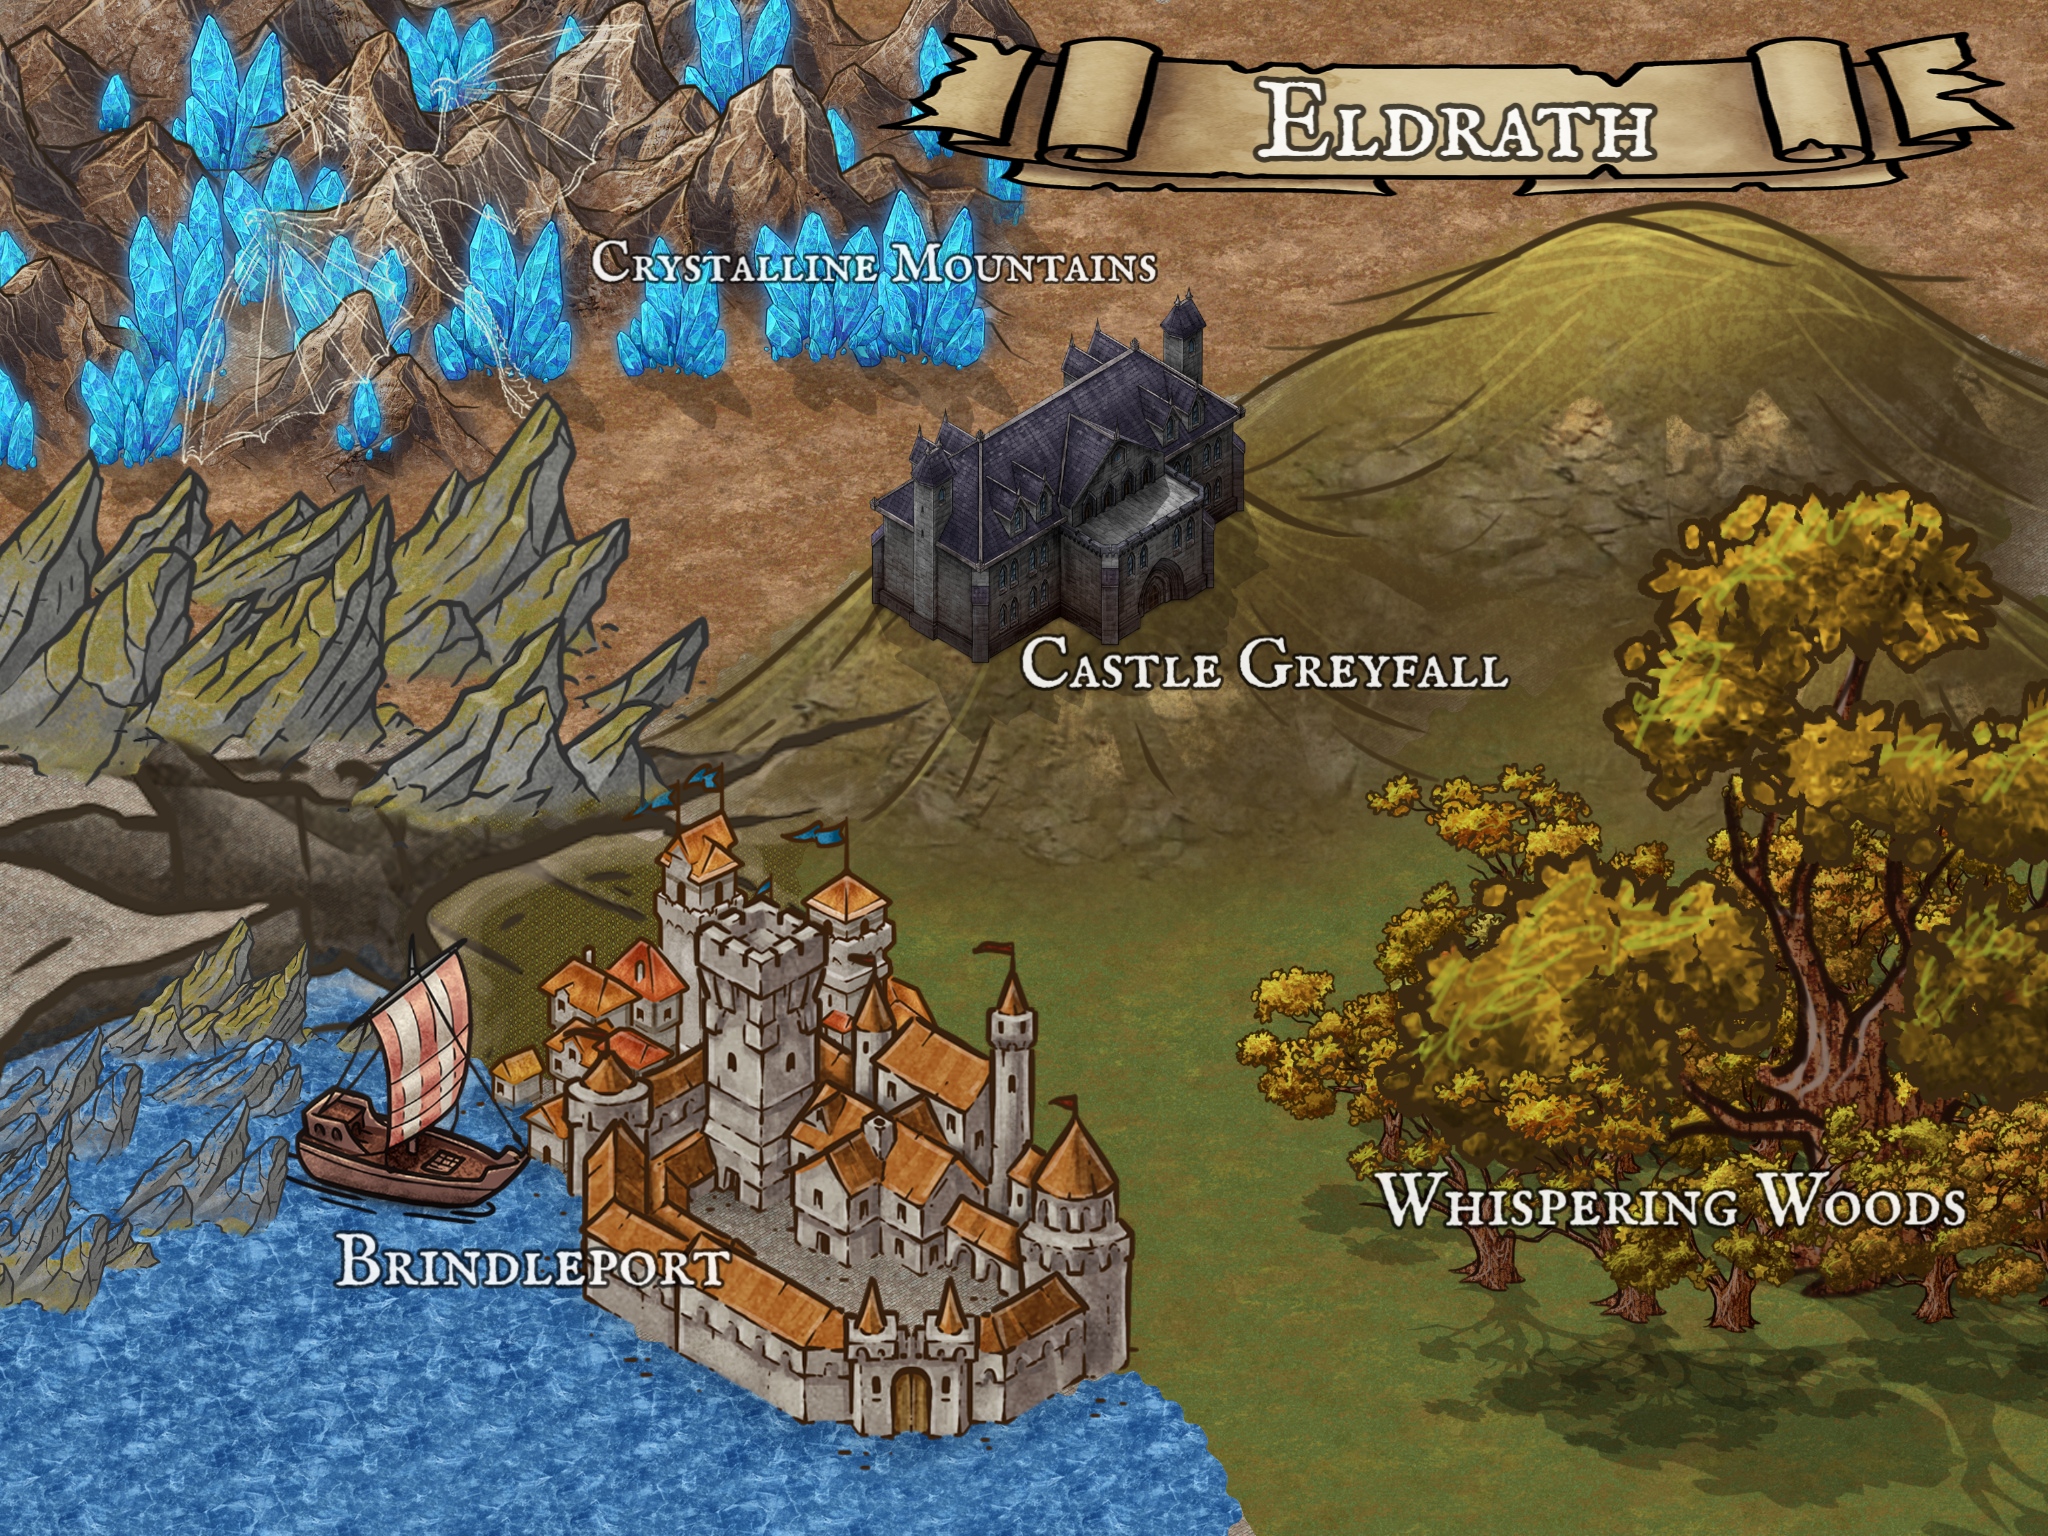 Eldrath
Crystalline Mountains
Castle Greyfall
Whispering Woods
Brindleport